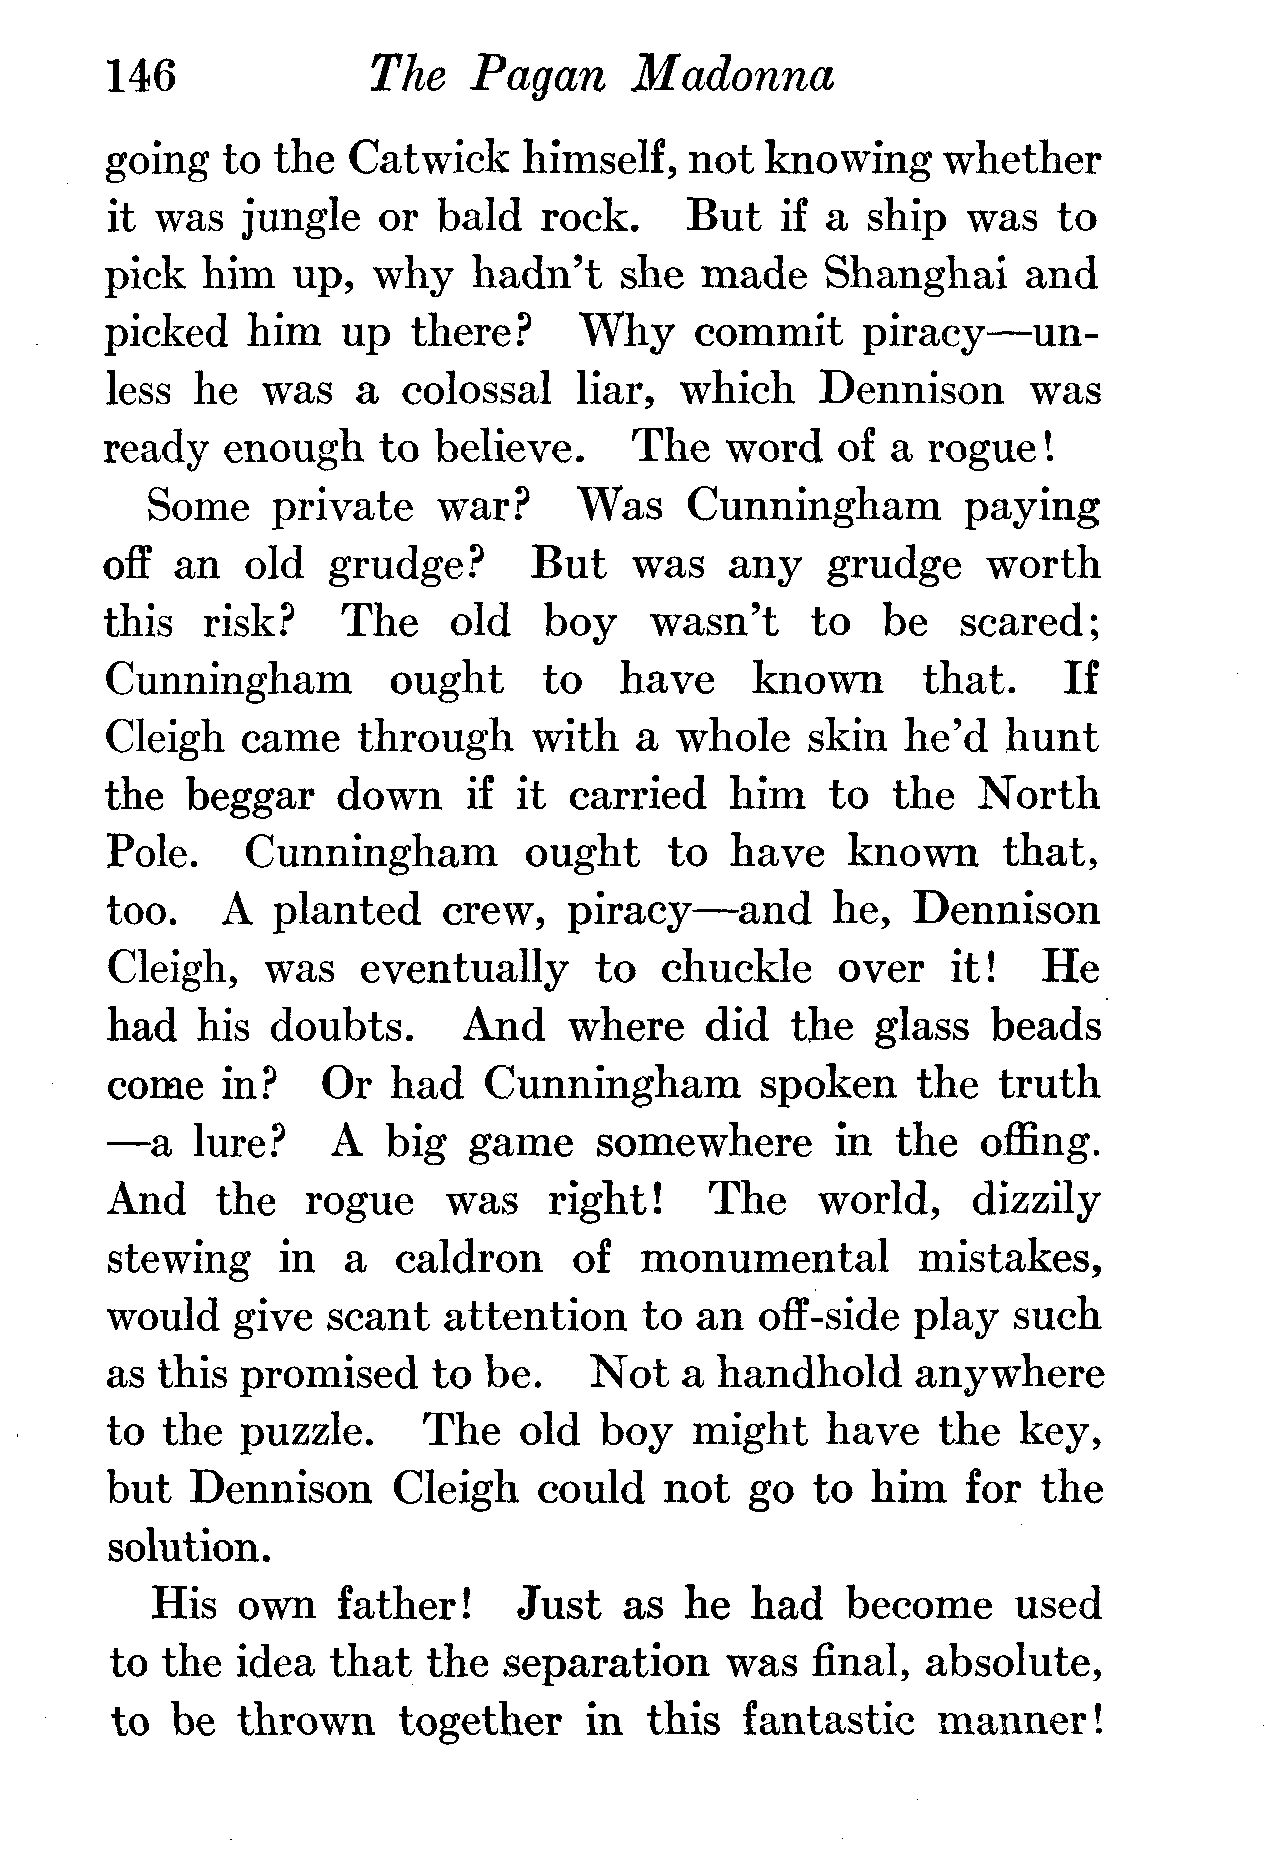 146 The Pagan Madonna
going to the Catwick himself, not knowing whether
it was jungle or bald rock. But if a ship was to
pick him up, why hadn't she made Shanghai and
picked him up there? Why commit piracy—un-
less he was a colossal liar, which Dennison was
ready enough to believe. The word of a rogue!
Some private war? Was Cunningham paying
off an old grudge? But was any grudge worth
this risk? The old boy wasn't to be scared;
Cunningham ought to have known that. If
Cleigh came through with a whole skin he'd hunt
the beggar down if it carried him to the North
Pole. Cunningham ought to have known that,
too. A planted crew, piracy—and he, Dennison
Cleigh, was eventually to chuckle over it! He
had his doubts. And where did the glass beads
come in? Or had Cunningham spoken the truth
—a lure? A big game somewhere in the offing.
And the rogue was right! The world, dizzily
stewing in a caldron of monumental mistakes,
would give scant attention to an off-side play such
as this promised to be. Not a handhold anywhere
to the puzzle. The old boy might have the key,
but Dennison Cleigh could not go to him for the
solution.
His own father! Just as he had become used
to the idea that the separation was final, absolute,
to be thrown together in this fantastic manner!